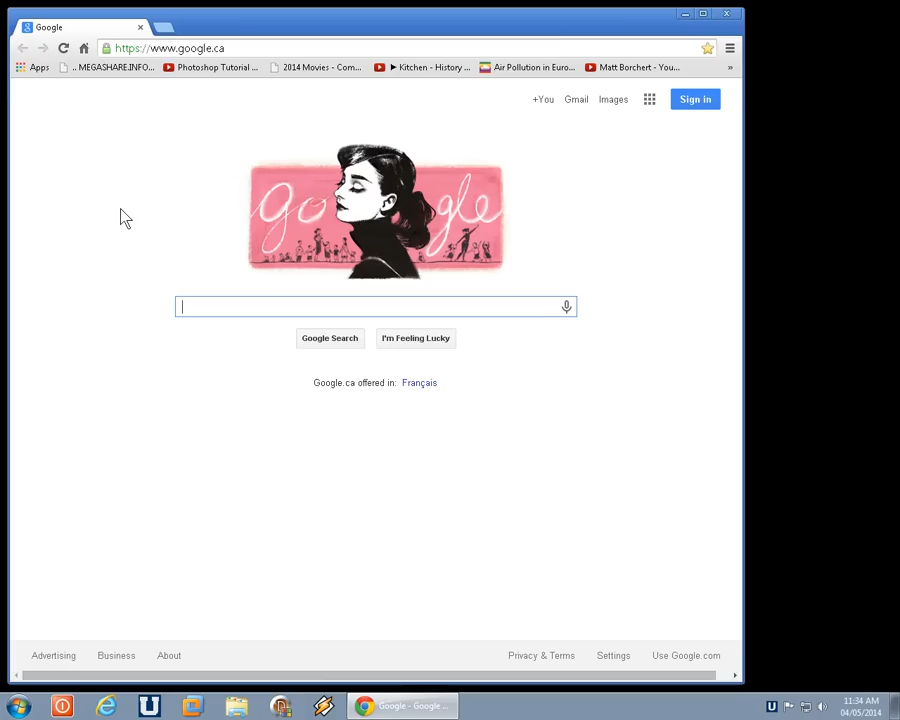 Google
https://www.google.ca
Apps
.. MEGASHARE.INFO...
Photoshop Tutorial ...
2014 Movies - Com...
► Kitchen - History ...
Air Pollution in Euro...
Matt Borchert - You...
»
+You Gmail Images Sign in
google
Google Search I'm Feeling Lucky
Google.ca offered in: Français
Advertising Business About Privacy & Terms Settings Use Google.com
Google - Google ...
11:34 AM
04/05/2014